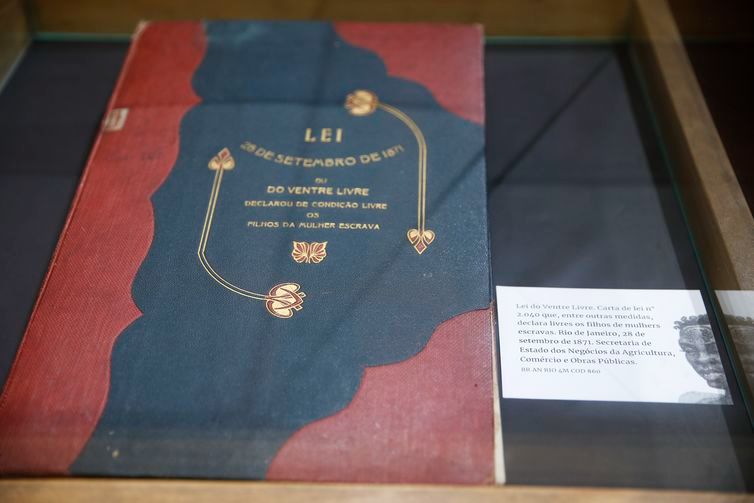 LEI
28 DE SETEMBRO DE 1871
OU
DO VENTRE LIVRE
DECLAROU DE CONDIÇÃO LIVRE
OS
FILHOS DA MULHER ESCRAVA
Lei do Ventre Livre. Carta de lei nº
2.040 que, entre outras medidas,
declara livres os filhos de mulhers
escravas. Rio de Janeiro, 28 de
setembro de 1871. Secretaria de
Estado dos Negócios da Agricultura,
Comércio e Obras Públicas.
BR AN RIO 4M COD 860